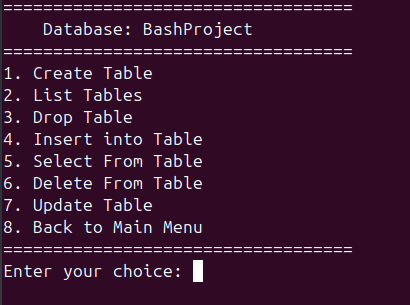 ===================================
Database: BashProject
===================================
1. Create Table
2. List Tables
3. Drop Table
4. Insert into Table
5. Select From Table
6. Delete From Table
7. Update Table
8. Back to Main Menu
===================================
Enter your choice: